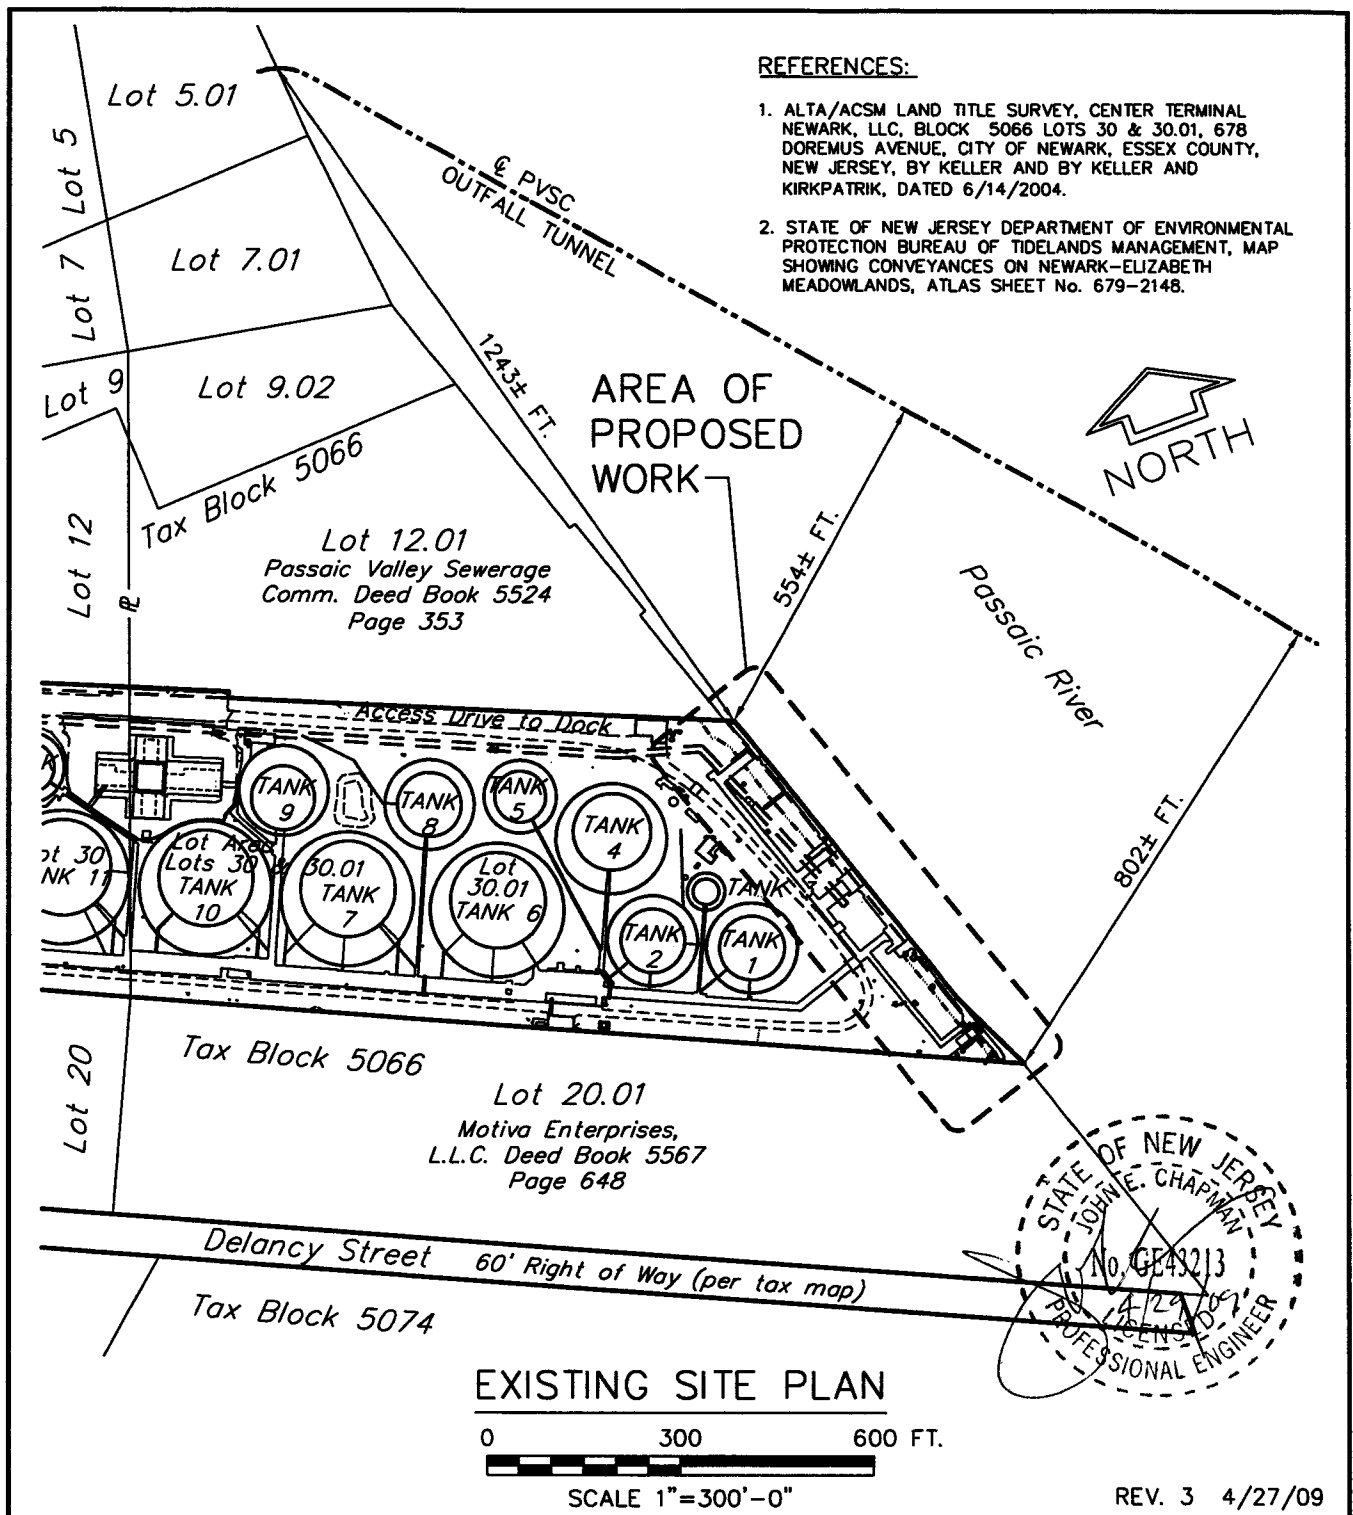 REFERENCES:
1. ALTA/ACSM LAND TITLE SURVEY, CENTER TERMINAL
NEWARK, LLC, BLOCK 5066 LOTS 30 & 30.01, 678
DOREMUS AVENUE, CITY OF NEWARK, ESSEX COUNTY,
NEW JERSEY, BY KELLER AND BY KELLER AND
KIRKPATRIK, DATED 6/14/2004.
2. STATE OF NEW JERSEY DEPARTMENT OF ENVIRONMENTAL
PROTECTION BUREAU OF TIDELANDS MANAGEMENT, MAP
SHOWING CONVEYANCES ON NEWARK-ELIZABETH
MEADOWLANDS, ATLAS SHEET No. 679-2148.
Lot 5.01
Lot 5
℄ PVSC
OUTFALL TUNNEL
Lot 7.01
Lot 7
Lot 9
Lot 9.02
1243± FT.
AREA OF
PROPOSED
WORK
NORTH
Tax Block 5066
Lot 12
Lot 12.01
Passaic Valley Sewerage
Comm. Deed Book 5524
Page 353
554± FT.
Passaic River
802± FT.
Access Drive to Dock
TANK
9
TANK
8
TANK
5
TANK
4
Lot Area
Lots 30 & 30.01
TANK
10
TANK
7
Lot
30.01
TANK 6
TANK
2
TANK
TANK
1
Tax Block 5066
Lot 20
Lot 20.01
Motiva Enterprises,
L.L.C. Deed Book 5567
Page 648
Delancy Street 60' Right of Way (per tax map)
Tax Block 5074
STATE OF NEW JERSEY
JOHN E. CHAPMAN
No. GE43213
4/29/09
LICENSED
PROFESSIONAL ENGINEER
EXISTING SITE PLAN
0 300 600 FT.
SCALE 1"=300'-0"
REV. 3 4/27/09